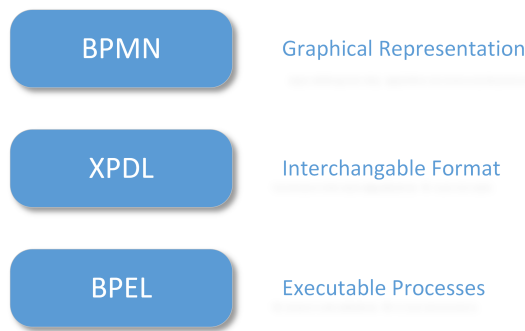 BPMN Graphical Representation
XPDL Interchangable Format
BPEL Executable Processes